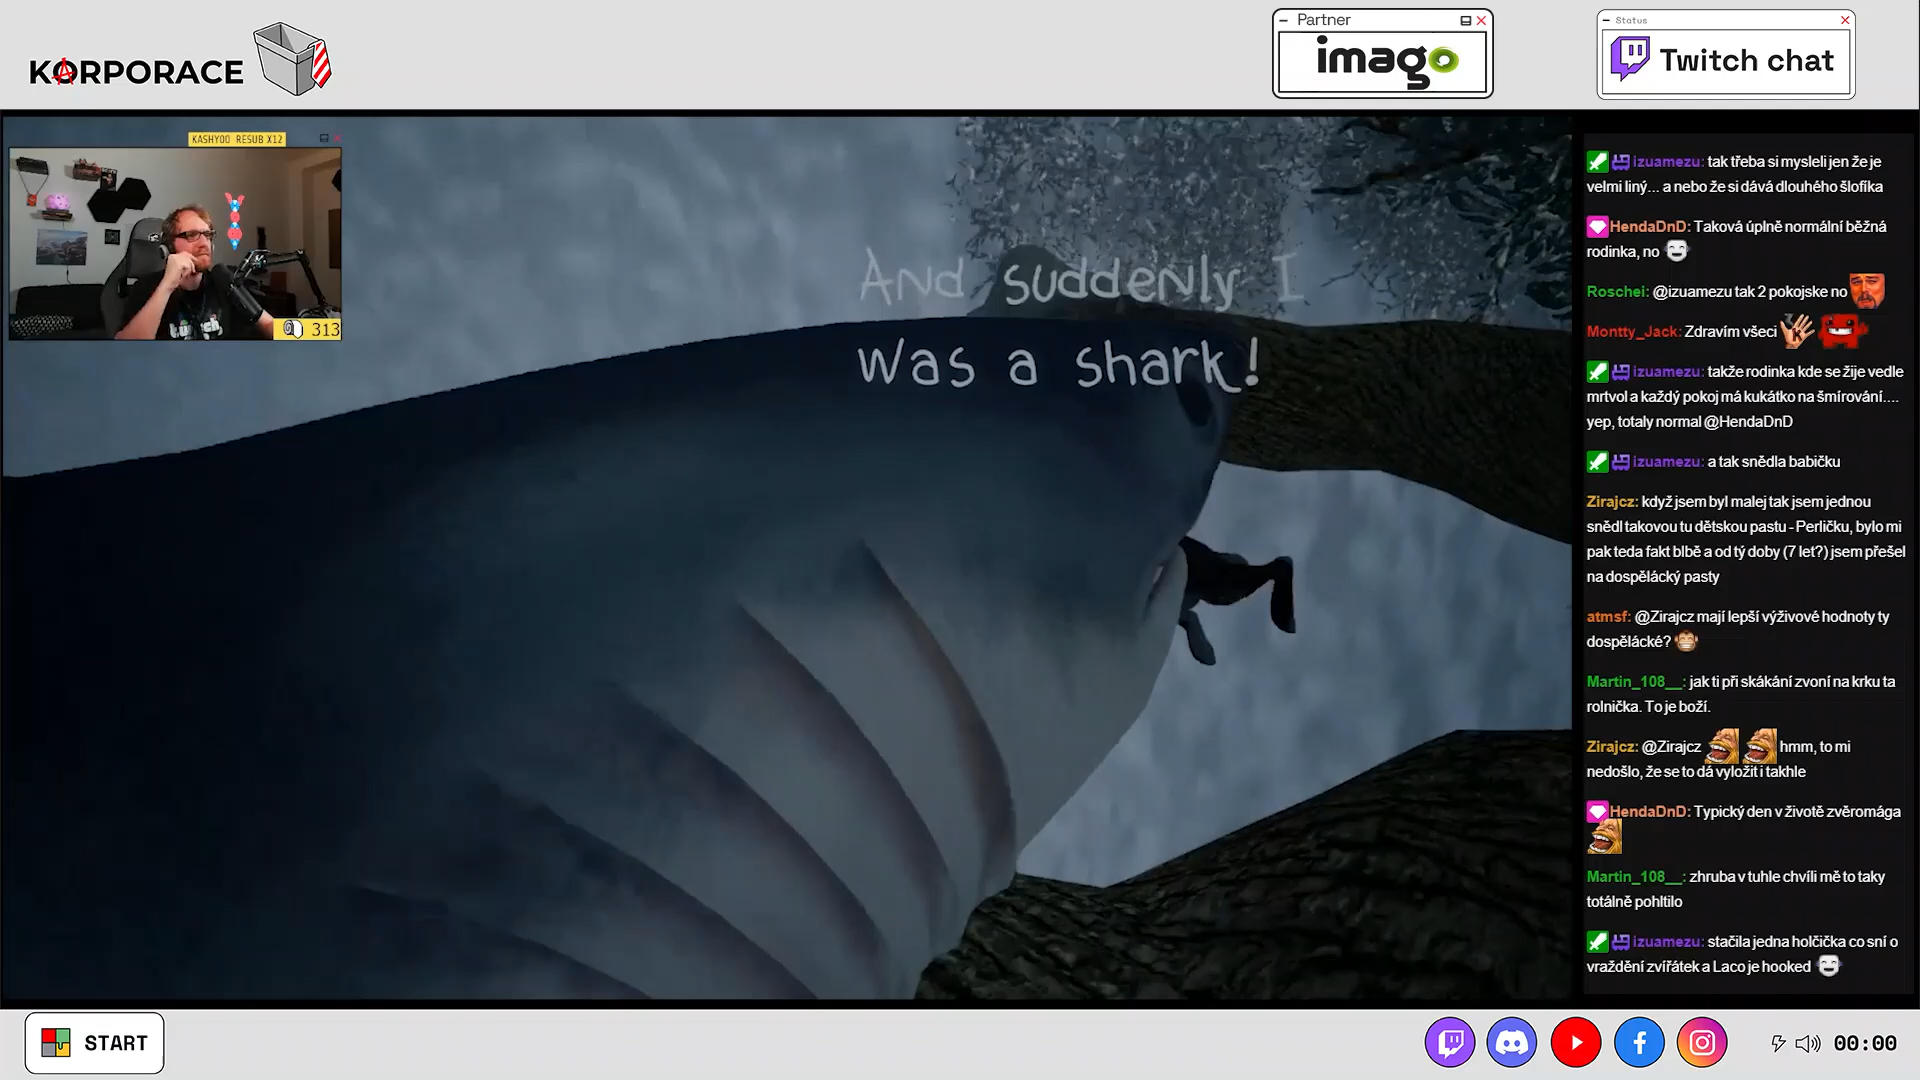 KORPORACE
Partner
imago
Status
Twitch chat
KASHYOO RESUB X12
313
And suddenly I
was a shark!
izuamezu: tak třeba si mysleli jen že je
velmi líný... a nebo že si dává dlouhého šlofíka
HendaDnD: Taková úplně normální běžná
rodinka, no
Roschei: @izuamezu tak 2 pokojske no
Montty_Jack: Zdravím všeci
izuamezu: takže rodinka kde se žije vedle
mrtvol a každý pokoj má kukátko na šmírování....
yep, totaly normal @HendaDnD
izuamezu: a tak snědla babičku
Zirajcz: když jsem byl malej tak jsem jednou
snědl takovou tu dětskou pastu - Perličku, bylo mi
pak teda fakt blbě a od tý doby (7 let?) jsem přešel
na dospělácký pasty
atmsf: @Zirajcz mají lepší výživové hodnoty ty
dospělácké?
Martin_108__: jak ti při skákání zvoní na krku ta
rolnička. To je boží.
Zirajcz: @Zirajcz hmm, to mi
nedošlo, že se to dá vyložit i takhle
HendaDnD: Typický den v životě zvěromága
Martin_108__: zhruba v tuhle chvíli mě to taky
totálně pohltilo
izuamezu: stačila jedna holčička co sní o
vraždění zvířátek a Laco je hooked
START
00:00